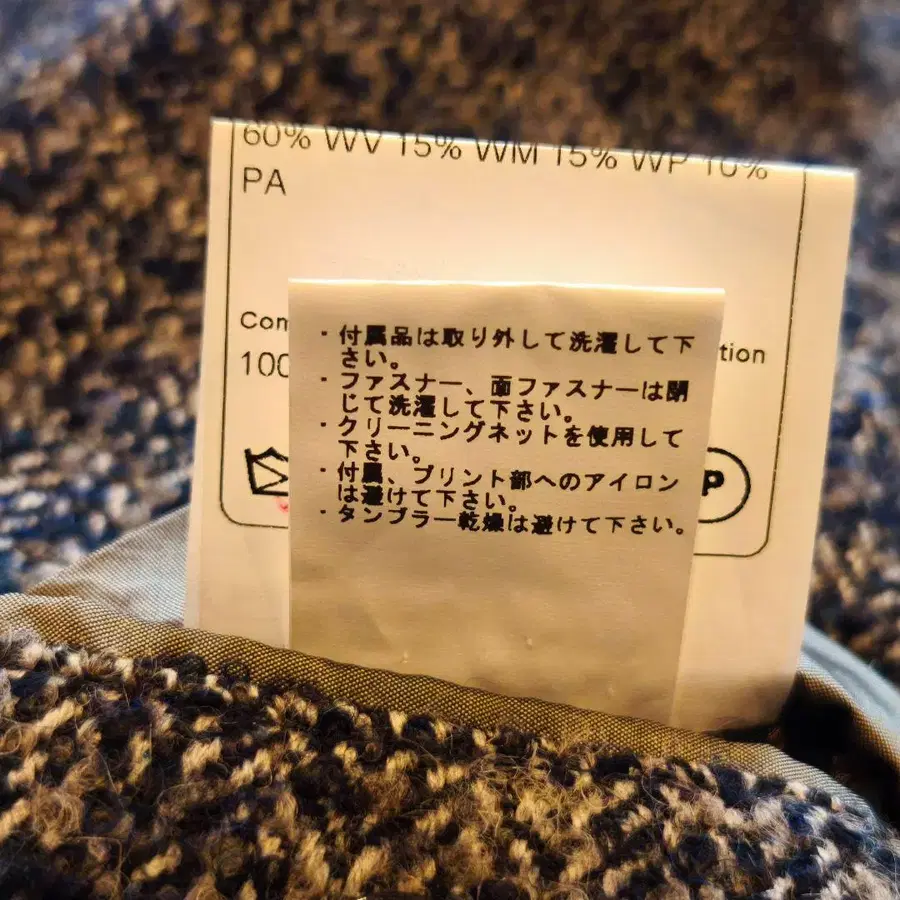 60% WV 15% WM 15% WP 10%
PA
Com
tion
100
・付属品は取り外して洗濯して下
さい。
・ファスナー、面ファスナーは閉
じて洗濯して下さい。
・クリーニングネットを使用して
下さい。
・付属、プリント部へのアイロン
は避けて下さい。
・タンブラー乾燥は避けて下さい。
P